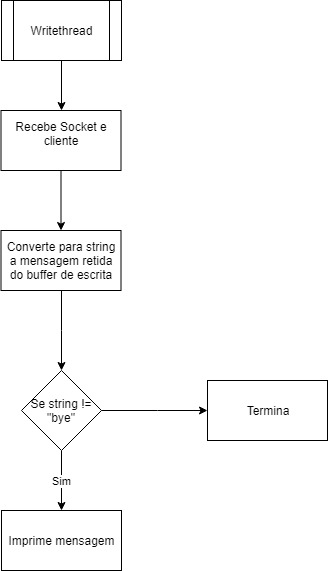 Writethread
Recebe Socket e
cliente
Converte para string
a mensagem retida
do buffer de escrita
Se string !=
"bye"
Termina
Sim
Imprime mensagem